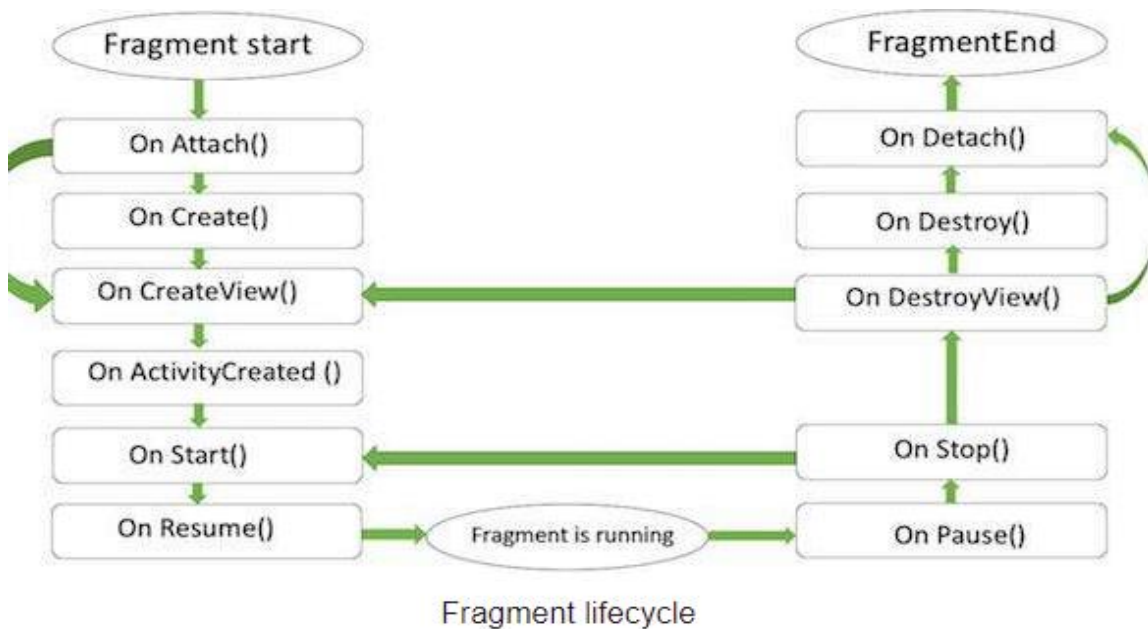 Fragment start
On Attach()
On Create()
On CreateView()
On ActivityCreated ()
On Start()
On Resume()
Fragment is running
FragmentEnd
On Detach()
On Destroy()
On DestroyView()
On Stop()
On Pause()
Fragment lifecycle